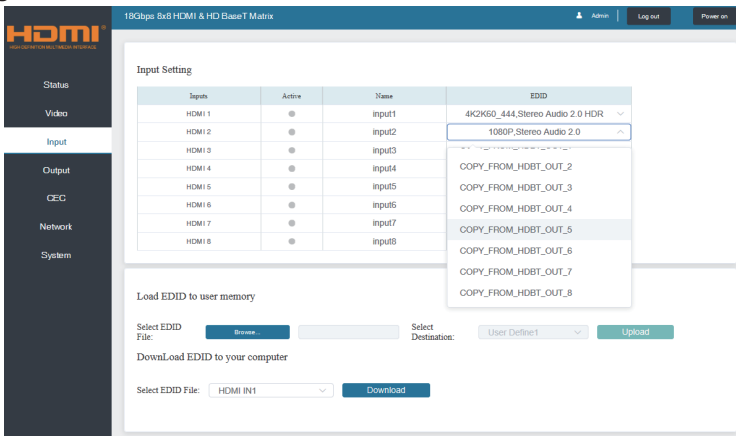 18Gbps 8x8 HDMI & HD BaseT Matrix
Admin
Log out
Power on
HDMI®
HIGH-DEFINITION MULTIMEDIA INTERFACE
Status
Video
Input
Output
CEC
Network
System
Input Setting
Inputs Active Name EDID
HDMI 1 input1 4K2K60_444,Stereo Audio 2.0 HDR
HDMI 2 input2 1080P,Stereo Audio 2.0
HDMI 3 input3
HDMI 4 input4 COPY_FROM_HDBT_OUT_2
HDMI 5 input5 COPY_FROM_HDBT_OUT_3
HDMI 6 input6 COPY_FROM_HDBT_OUT_4
HDMI 7 input7 COPY_FROM_HDBT_OUT_5
HDMI 8 input8 COPY_FROM_HDBT_OUT_6
COPY_FROM_HDBT_OUT_7
COPY_FROM_HDBT_OUT_8
Load EDID to user memory
Select EDID File: Browse... Select Destination: User Define1 Upload
DownLoad EDID to your computer
Select EDID File: HDMI IN1 Download